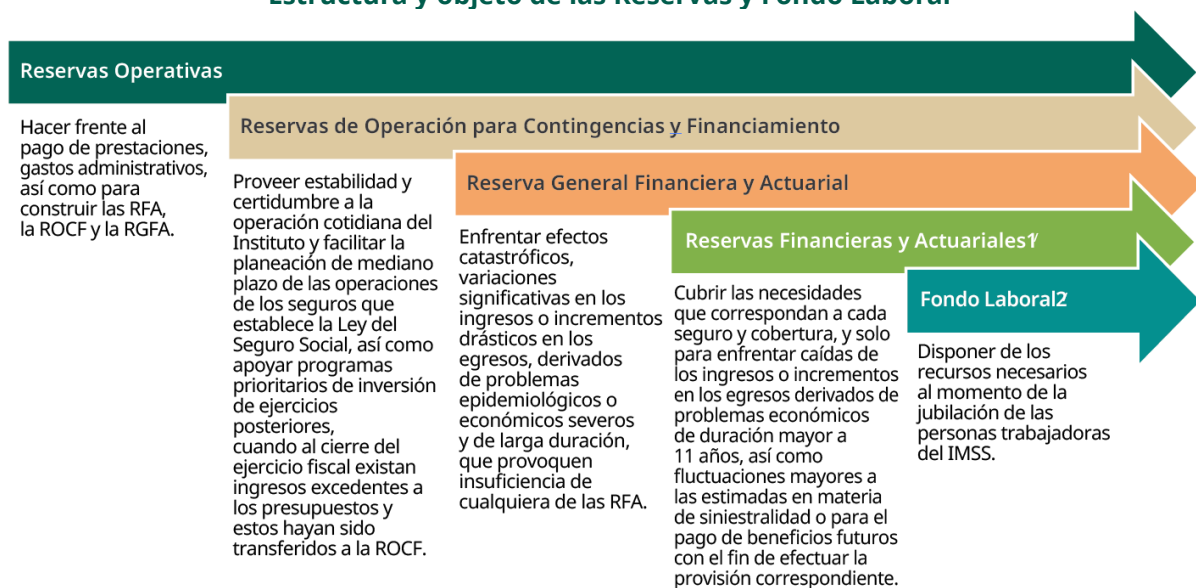 Estructura y objeto de las Reservas y Fondo Laboral
Reservas Operativas
Hacer frente al
pago de prestaciones,
gastos administrativos,
así como para
construir las RFA,
la ROCF y la RGFA.
Reservas de Operación para Contingencias y Financiamiento
Proveer estabilidad y
certidumbre a la
operación cotidiana del
Instituto y facilitar la
planeación de mediano
plazo de las operaciones
de los seguros que
establece la Ley del
Seguro Social, así como
apoyar programas
prioritarios de inversión
de ejercicios
posteriores,
cuando al cierre del
ejercicio fiscal existan
ingresos excedentes a
los presupuestos y
estos hayan sido
transferidos a la ROCF.
Reserva General Financiera y Actuarial
Enfrentar efectos
catastróficos,
variaciones
significativas en los
ingresos o incrementos
drásticos en los
egresos, derivados
de problemas
epidemiológicos o
económicos severos
y de larga duración,
que provoquen
insuficiencia de
cualquiera de las RFA.
Reservas Financieras y Actuariales1/
Cubrir las necesidades
que correspondan a cada
seguro y cobertura, y solo
para enfrentar caídas de
los ingresos o incrementos
en los egresos derivados de
problemas económicos
de duración mayor a
11 años, así como
fluctuaciones mayores a
las estimadas en materia
de siniestralidad o para el
pago de beneficios futuros
con el fin de efectuar la
provisión correspondiente.
Fondo Laboral2/
Disponer de los
recursos necesarios
al momento de la
jubilación de las
personas trabajadoras
del IMSS.